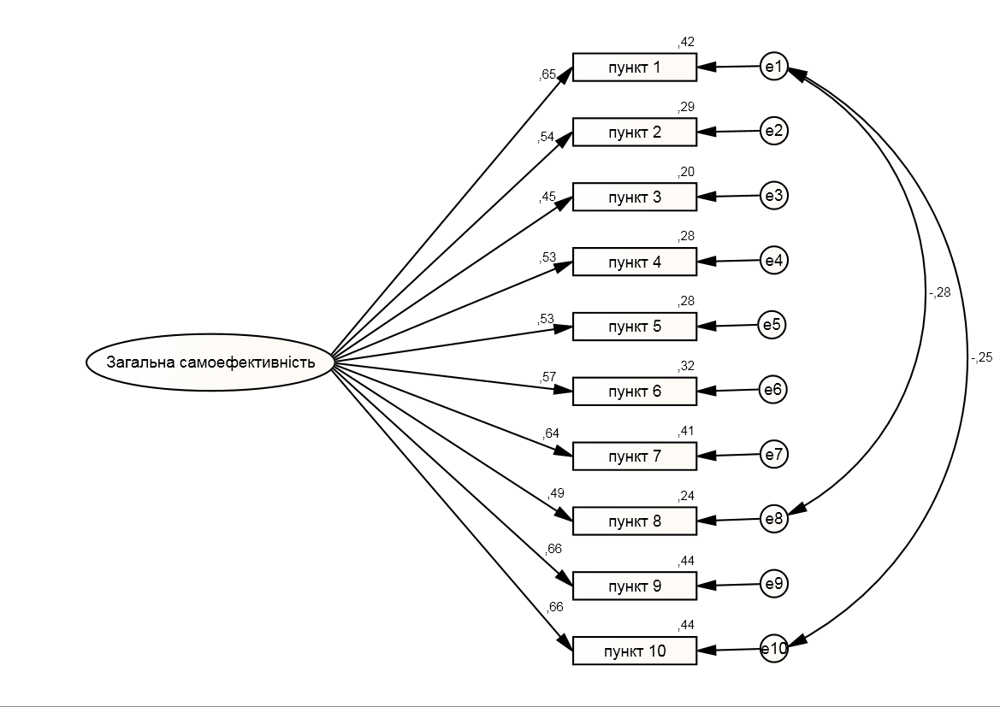 ,42
,65
пункт 1
e1
,29
,54
пункт 2
e2
,20
,45
пункт 3
e3
,28
,53
пункт 4
e4
-,28
,28
,53
пункт 5
e5
Загальна самоефективність
-,25
,32
,57
пункт 6
e6
,41
,64
пункт 7
e7
,24
,49
пункт 8
e8
,44
,66
пункт 9
e9
,44
,66
пункт 10
e10